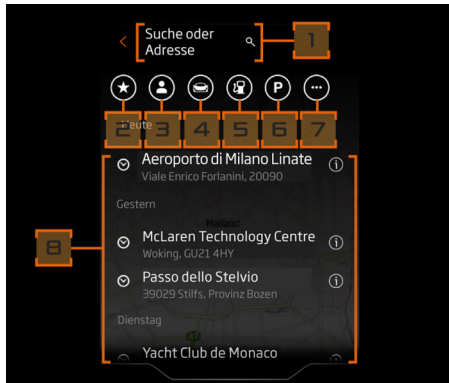 Suche oder
Adresse
1
P
2
3
4
5
6
7
Heute
Aeroporto di Milano Linate
Viale Enrico Forlanini, 20090
Gestern
Mailand
8
McLaren Technology Centre
Woking, GU21 4HY
Passo dello Stelvio
39029 Stilfs, Provinz Bozen
Dienstag
A7
Yacht Club de Monaco